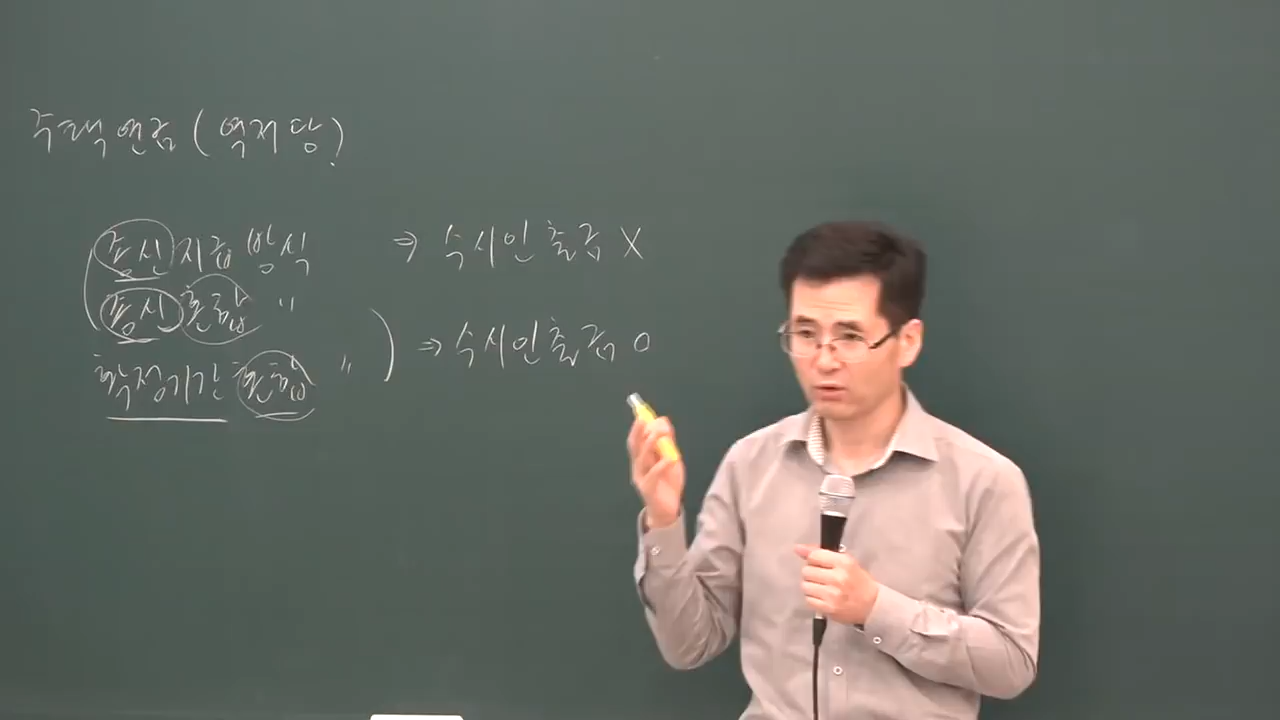 주택연금 (역저당)
종신지급방식 ⇒ 수시인출금 X
종신혼합 〃
확정기간혼합 〃 ) ⇒ 수시인출금 O